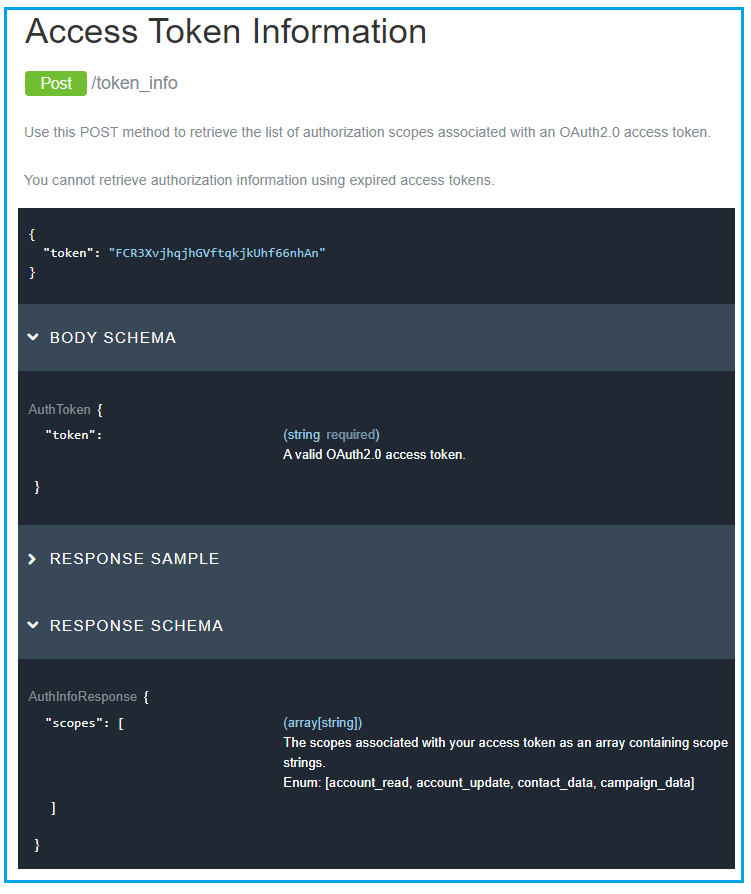 Access Token Information
Post /token_info
Use this POST method to retrieve the list of authorization scopes associated with an OAuth2.0 access token.
You cannot retrieve authorization information using expired access tokens.
{
"token": "FCR3XvjhqjhGVftqkjkUhf66nhAn"
}
BODY SCHEMA
AuthToken {
"token": (string required)
A valid OAuth2.0 access token.
}
RESPONSE SAMPLE
RESPONSE SCHEMA
AuthInfoResponse {
"scopes": [ (array[string])
The scopes associated with your access token as an array containing scope
strings.
Enum: [account_read, account_update, contact_data, campaign_data]
]
}